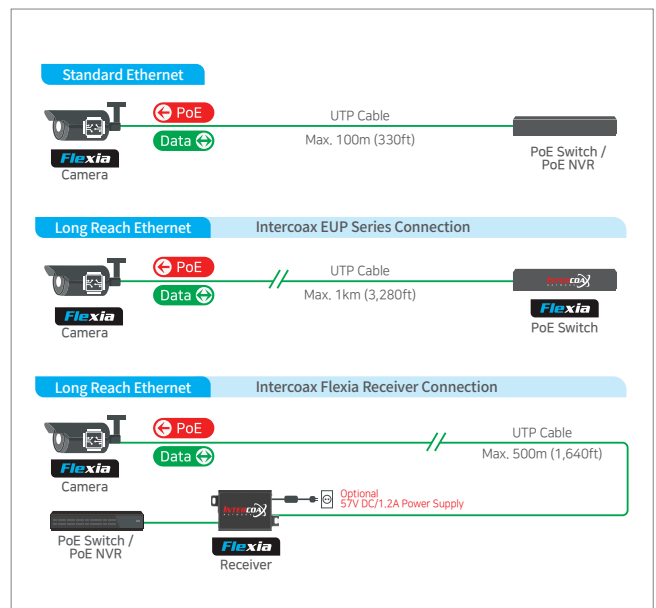 Standard Ethernet
PoE
UTP Cable
Data
Max. 100m (330ft)
Flexia
Camera
PoE Switch /
PoE NVR
Long Reach Ethernet
Intercoax EUP Series Connection
PoE
UTP Cable
Data
Max. 1km (3,280ft)
INTERCOAX
Flexia
Camera
Flexia
PoE Switch
Long Reach Ethernet
Intercoax Flexia Receiver Connection
PoE
UTP Cable
Data
Max. 500m (1,640ft)
Flexia
Camera
Optional
57V DC/1.2A Power Supply
INTERCOAX
PoE Switch /
PoE NVR
Flexia
Receiver